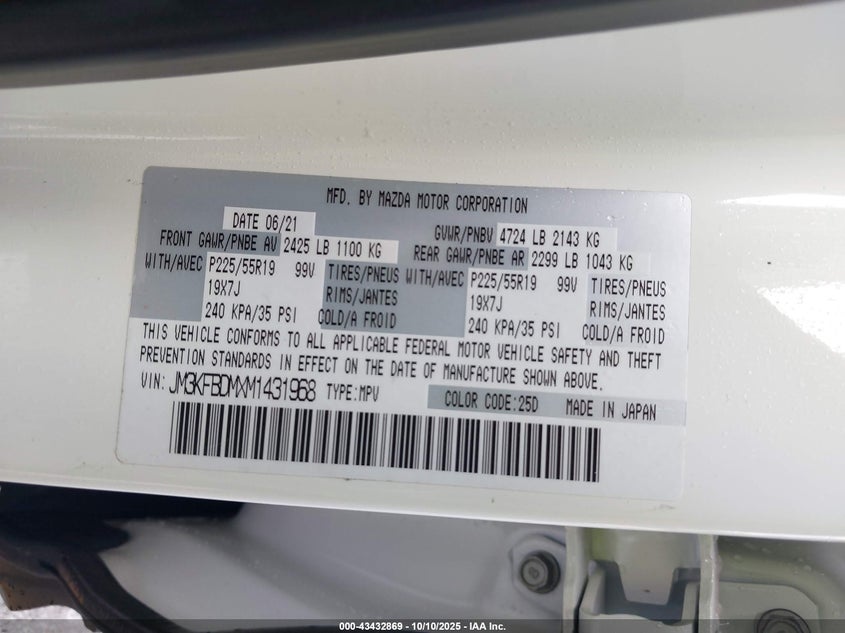 MFD. BY MAZDA MOTOR CORPORATION
DATE 06/21 GVWR/PNBV 4724 LB 2143 KG
FRONT GAWR/PNBE AV 2425 LB 1100 KG REAR GAWR/PNBE AR 2299 LB 1043 KG
WITH/AVEC P225/55R19 99V TIRES/PNEUS WITH/AVEC P225/55R19 99V TIRES/PNEUS
19X7J RIMS/JANTES 19X7J RIMS/JANTES
240 KPA/35 PSI COLD/A FROID 240 KPA/35 PSI COLD/A FROID
THIS VEHICLE CONFORMS TO ALL APPLICABLE FEDERAL MOTOR VEHICLE SAFETY AND THEFT
PREVENTION STANDARDS IN EFFECT ON THE DATE OF MANUFACTURE SHOWN ABOVE.
VIN: JM3KFBDMXM1431968 TYPE:MPV COLOR CODE:25D MADE IN JAPAN
000-43432869 - 10/10/2025 - IAA Inc.